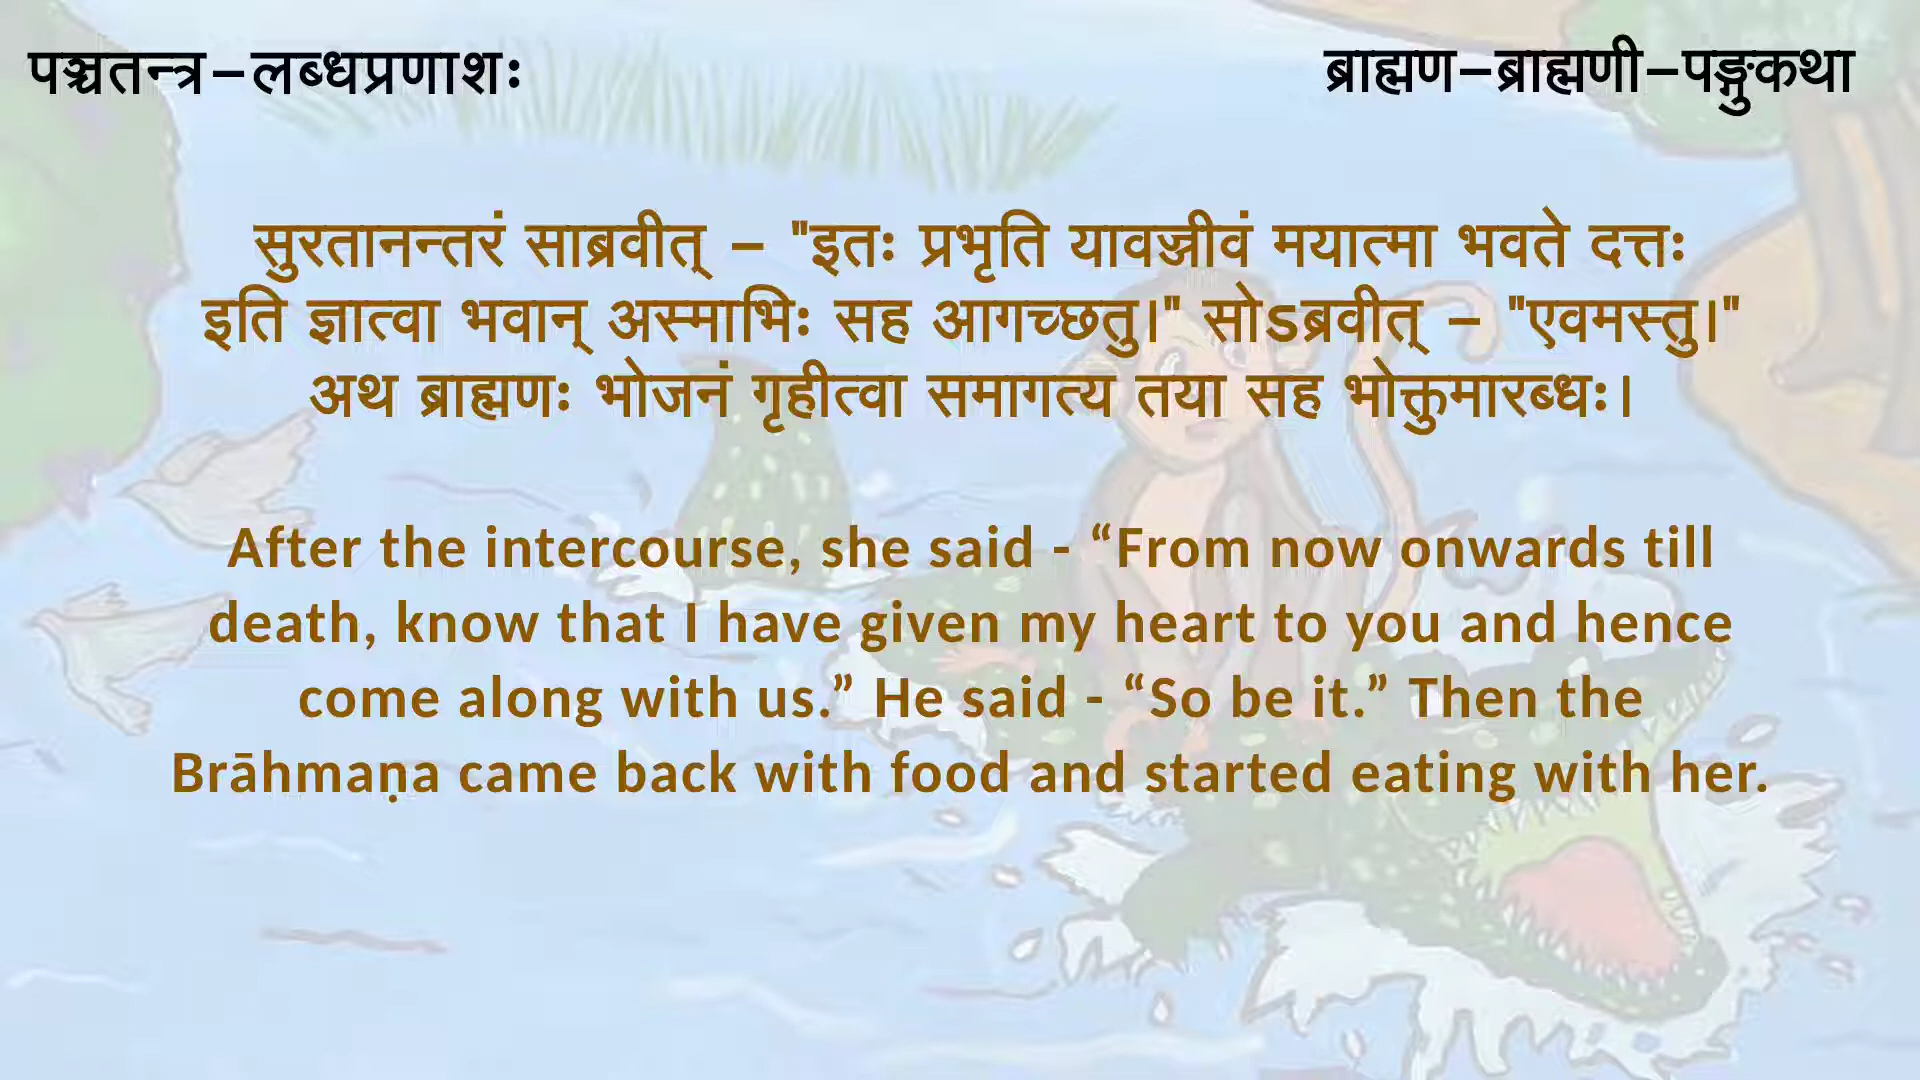 पञ्चतन्त्र–लब्धप्रणाशः
ब्राह्मण–ब्राह्मणी–पङ्गुकथा
सुरतानन्तरं साब्रवीत् – "इतः प्रभृति यावज्जीवं मयात्मा भवते दत्तः
इति ज्ञात्वा भवान् अस्माभिः सह आगच्छतु।" सोऽब्रवीत् – "एवमस्तु।"
अथ ब्राह्मणः भोजनं गृहीत्वा समागत्य तया सह भोक्तुमारब्धः।
After the intercourse, she said - “From now onwards till
death, know that I have given my heart to you and hence
come along with us.” He said - “So be it.” Then the
Brāhmaṇa came back with food and started eating with her.